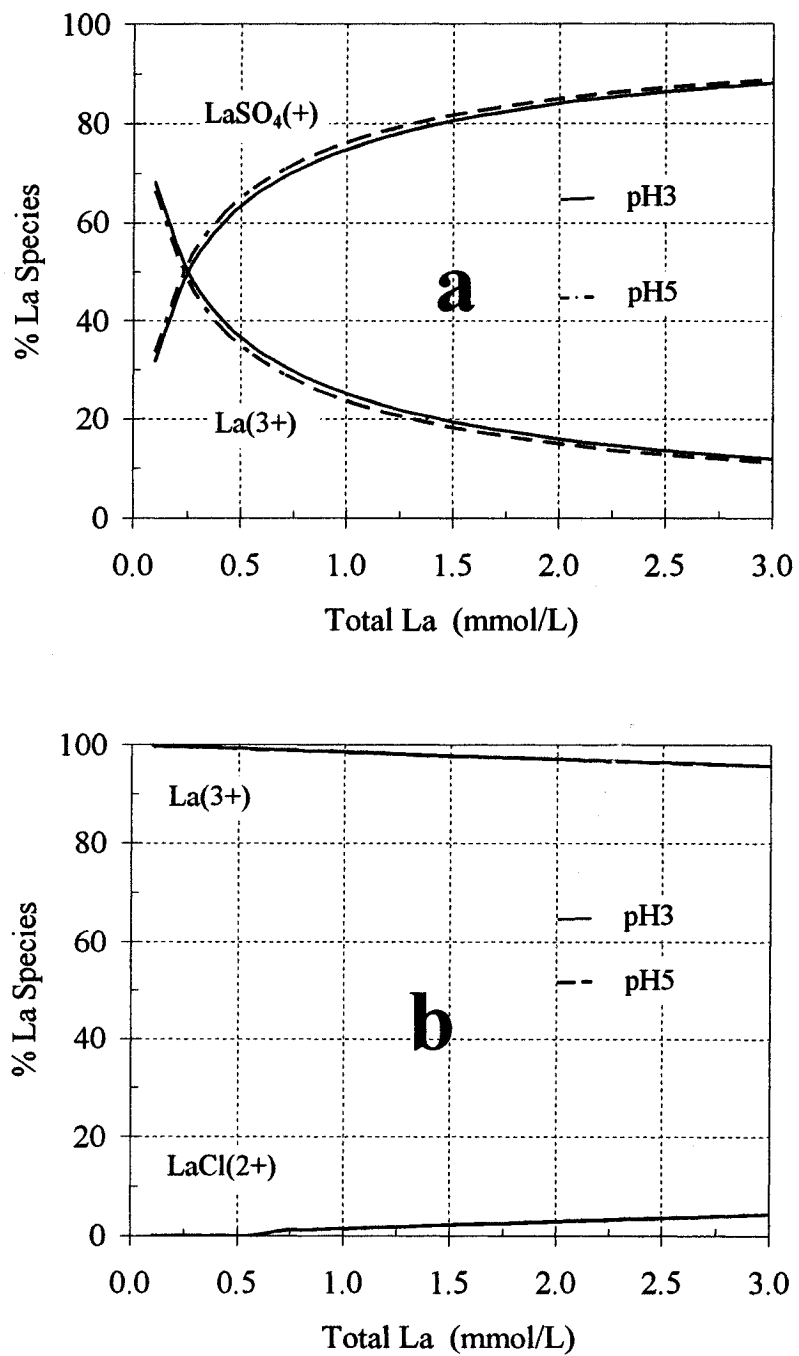 100
80
60
40
20
0
% La Species
LaSO₄(+)
La(3+)
a
pH3
pH5
0.0 0.5 1.0 1.5 2.0 2.5 3.0
Total La (mmol/L)
100
80
60
40
20
0
% La Species
La(3+)
LaCl(2+)
b
pH3
pH5
0.0 0.5 1.0 1.5 2.0 2.5 3.0
Total La (mmol/L)